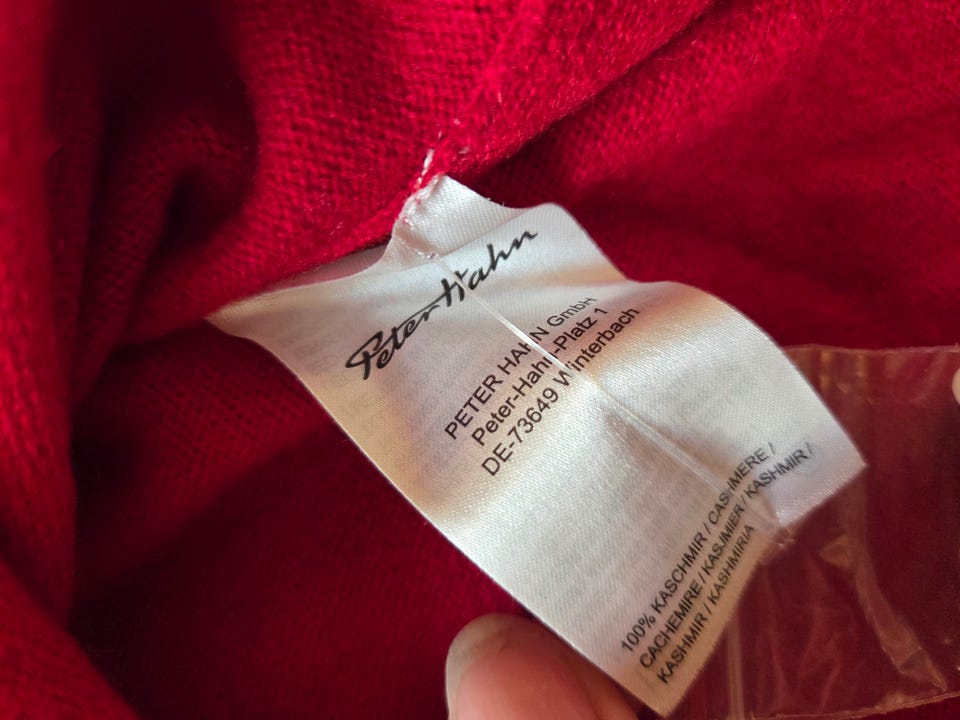 Peter Hahn
PETER HAHN GmbH
Peter-Hahn-Platz 1
DE-73649 Winterbach
100% KASCHMIR / CASHMERE /
CACHEMIRE / KASJMIER / KASHMIR /
KASHMIR / KASHMIRIA